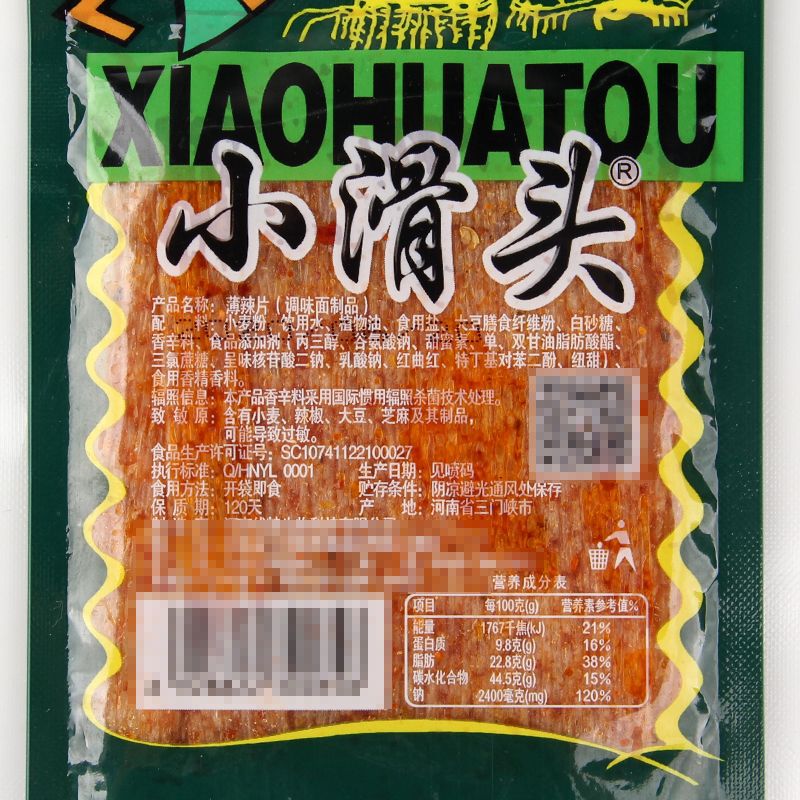 XIAOHUATOU
小滑头®
产品名称：薄辣片（调味面制品）
配 料：小麦粉、饮用水、植物油、食用盐、大豆膳食纤维粉、白砂糖、
香辛料、食品添加剂（丙三醇、谷氨酸钠、甜蜜素、单、双甘油脂肪酸酯、
三氯蔗糖、呈味核苷酸二钠、乳酸钠、红曲红、特丁基对苯二酚、纽甜）、
食用香精香料。
辐照信息：本产品香辛料采用国际惯用辐照杀菌技术处理。
致 敏 原：含有小麦、辣椒、大豆、芝麻及其制品，
可能导致过敏。
食品生产许可证号：SC10741122100027
执行标准：Q/HNYL 0001 生产日期：见喷码
食用方法：开袋即食 贮存条件：阴凉避光通风处保存
保 质 期：120天 产 地：河南省三门峡市
营养成分表
项目 每100克(g) 营养素参考值%
能量 1767千焦(kJ) 21%
蛋白质 9.8克(g) 16%
脂肪 22.8克(g) 38%
碳水化合物 44.5克(g) 15%
钠 2400毫克(mg) 120%